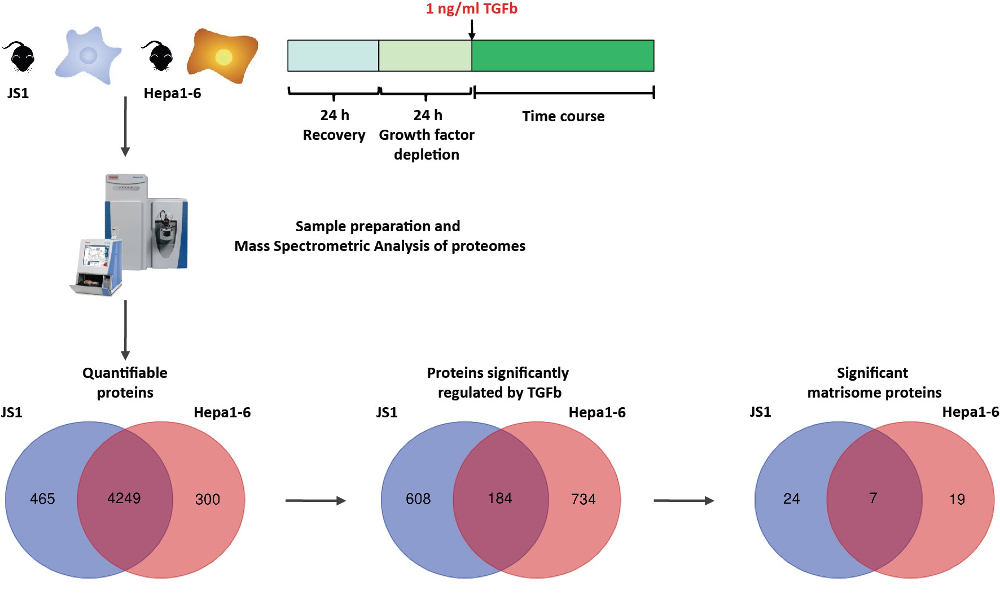 1 ng/ml TGFb
JS1
Hepa1-6
24 h
Recovery
24 h
Growth factor
depletion
Time course
Sample preparation and
Mass Spectrometric Analysis of proteomes
Quantifiable
proteins
JS1
Hepa1-6
465
4249
300
Proteins significantly
regulated by TGFb
JS1
Hepa1-6
608
184
734
Significant
matrisome proteins
JS1
Hepa1-6
24
7
19